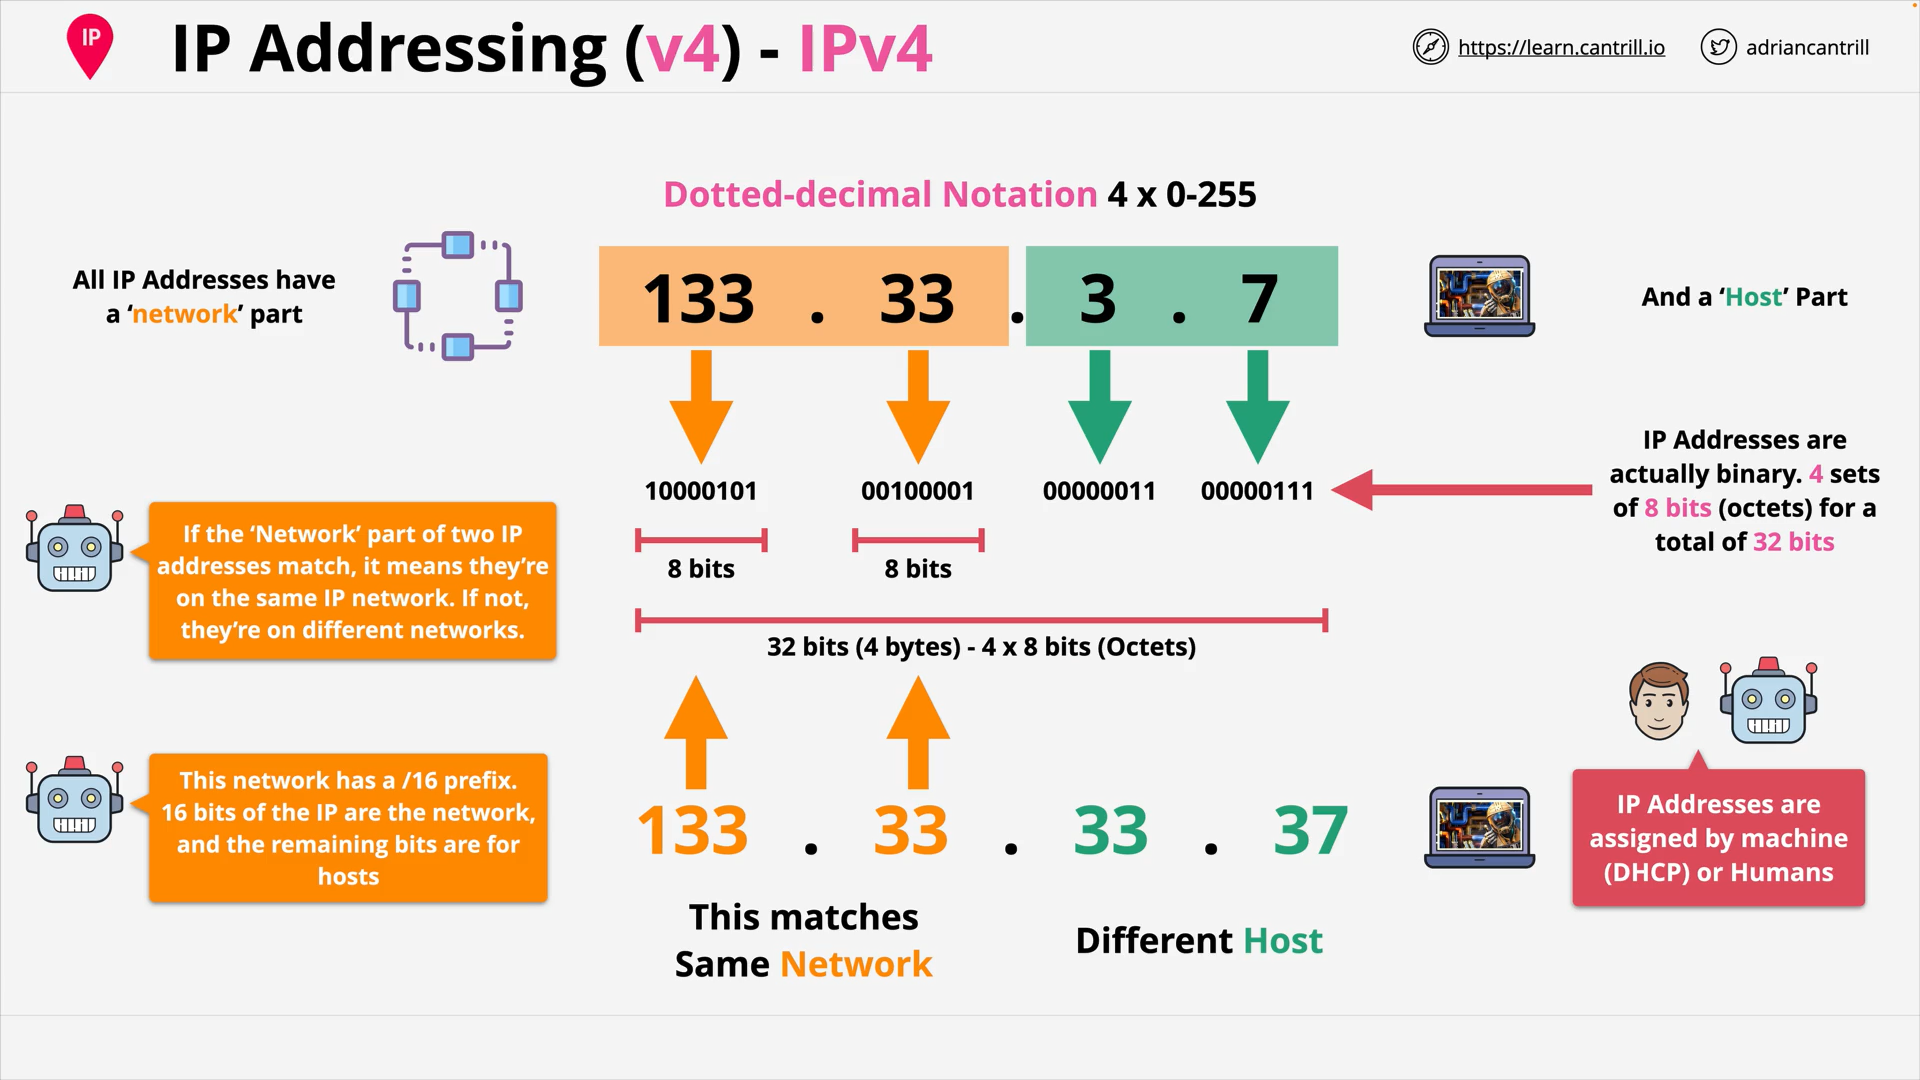 IP
IP Addressing (v4) - IPv4
https://learn.cantrill.io
adriancantrill
Dotted-decimal Notation 4 x 0-255
All IP Addresses have
a ‘network’ part
133 . 33 . 3 . 7
And a ‘Host’ Part
10000101 00100001 00000011 00000111
IP Addresses are
actually binary. 4 sets
of 8 bits (octets) for a
total of 32 bits
8 bits 8 bits
If the ‘Network’ part of two IP
addresses match, it means they’re
on the same IP network. If not,
they’re on different networks.
32 bits (4 bytes) - 4 x 8 bits (Octets)
This network has a /16 prefix.
16 bits of the IP are the network,
and the remaining bits are for
hosts
133 . 33 . 33 . 37
IP Addresses are
assigned by machine
(DHCP) or Humans
This matches
Same Network
Different Host